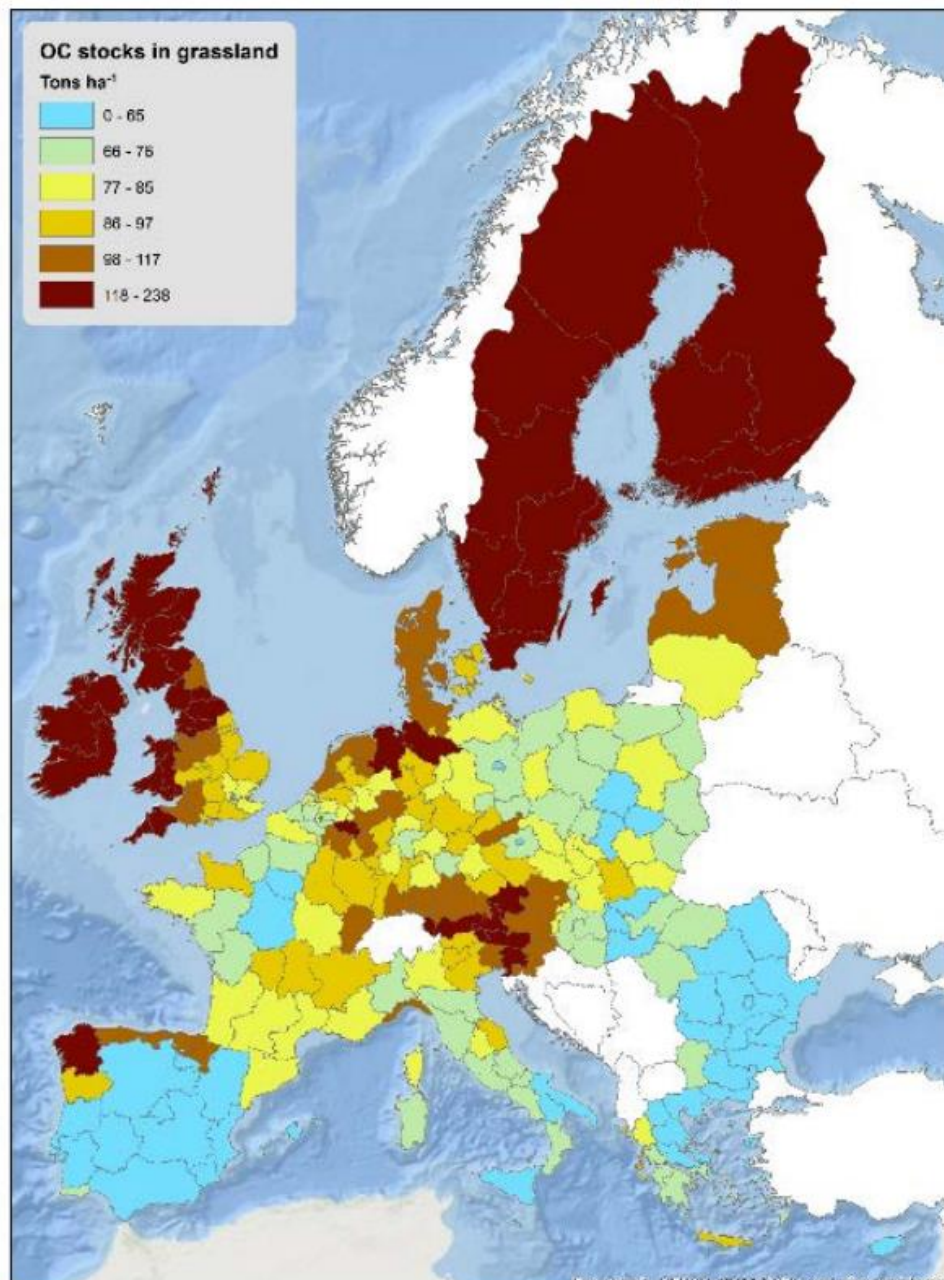 OC stocks in grassland
Tons ha⁻¹
0 - 65
66 - 76
77 - 85
86 - 97
98 - 117
118 - 238